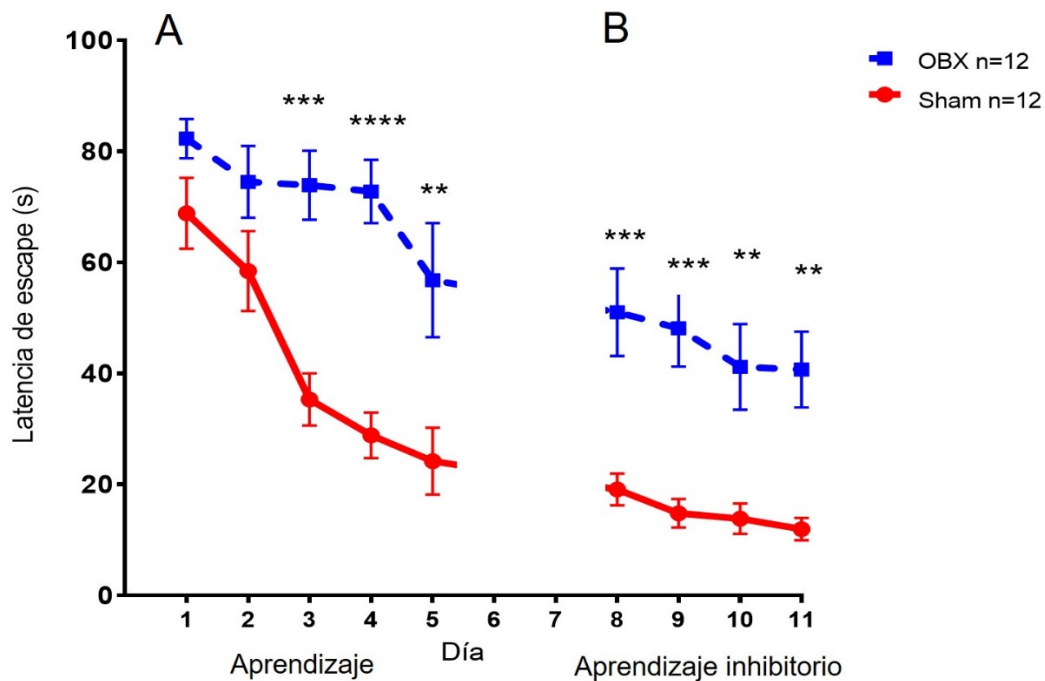 A
B
OBX n=12
Sham n=12
Latencia de escape (s)
100
80
60
40
20
0
***
****
**
***
***
**
**
1 2 3 4 5 6 7 8 9 10 11
Día
Aprendizaje
Aprendizaje inhibitorio